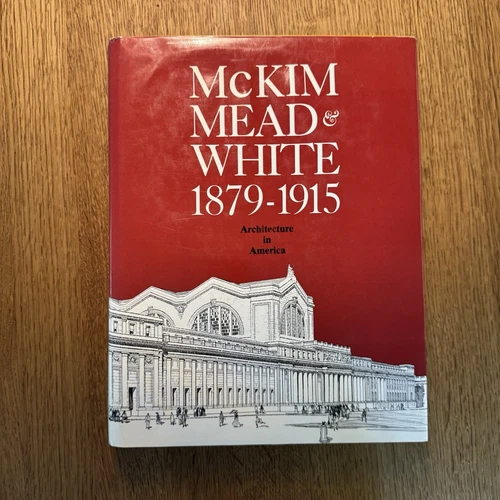 McKIM
MEAD &
WHITE
1879-1915
Architecture
in
America